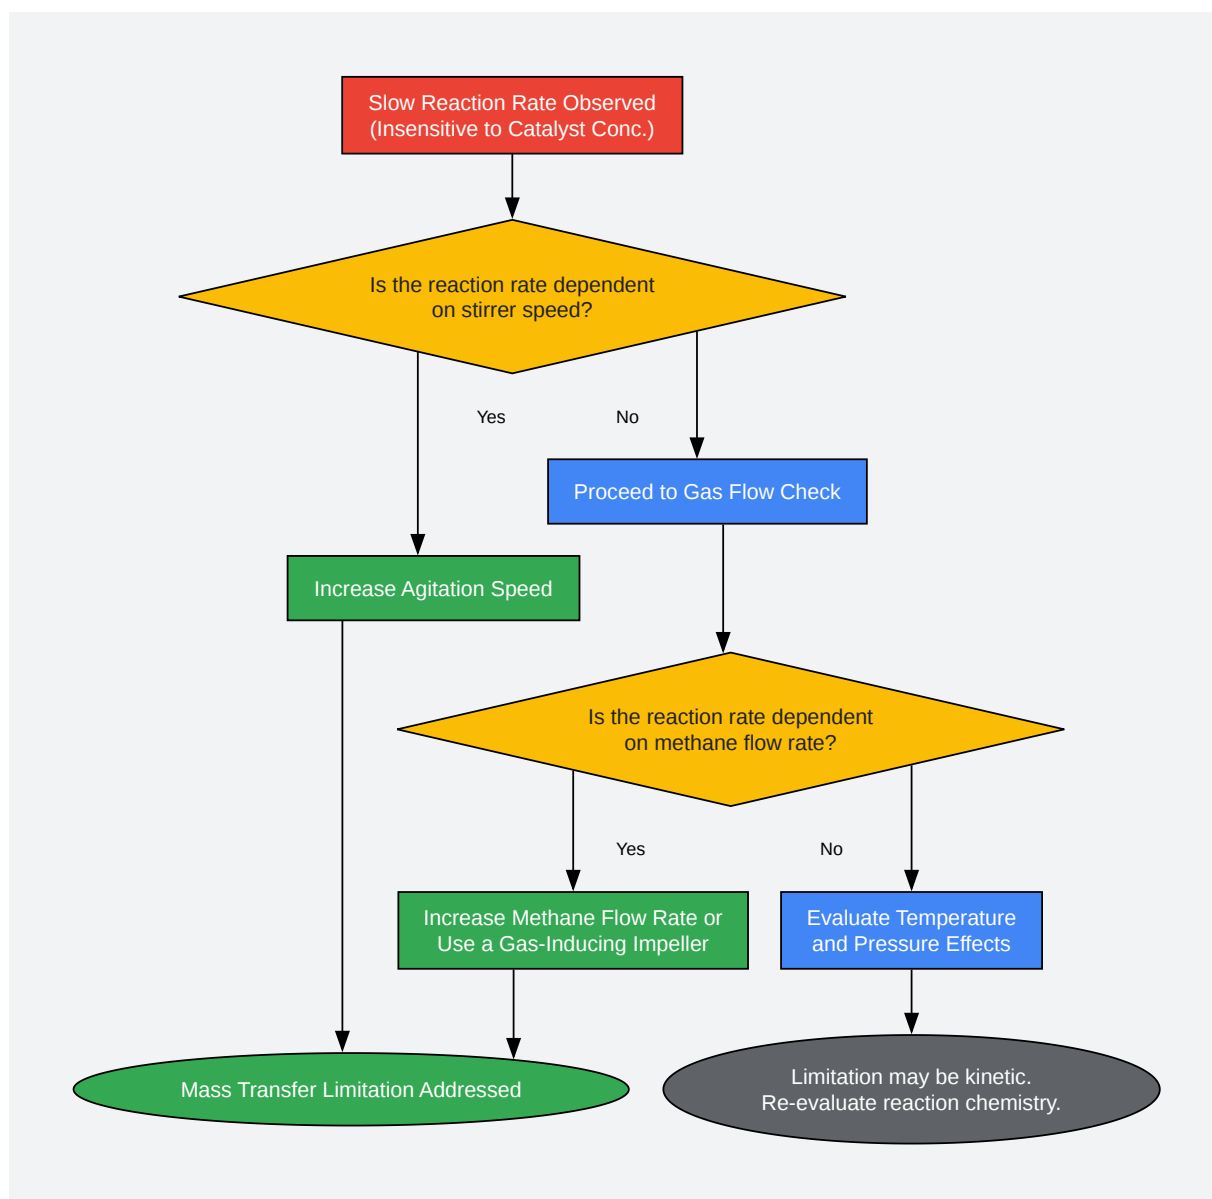 Slow Reaction Rate Observed
(Insensitive to Catalyst Conc.)
Is the reaction rate dependent
on stirrer speed?
Yes
No
Proceed to Gas Flow Check
Increase Agitation Speed
Is the reaction rate dependent
on methane flow rate?
Yes
No
Increase Methane Flow Rate or
Use a Gas-Inducing Impeller
Evaluate Temperature
and Pressure Effects
Mass Transfer Limitation Addressed
Limitation may be kinetic.
Re-evaluate reaction chemistry.